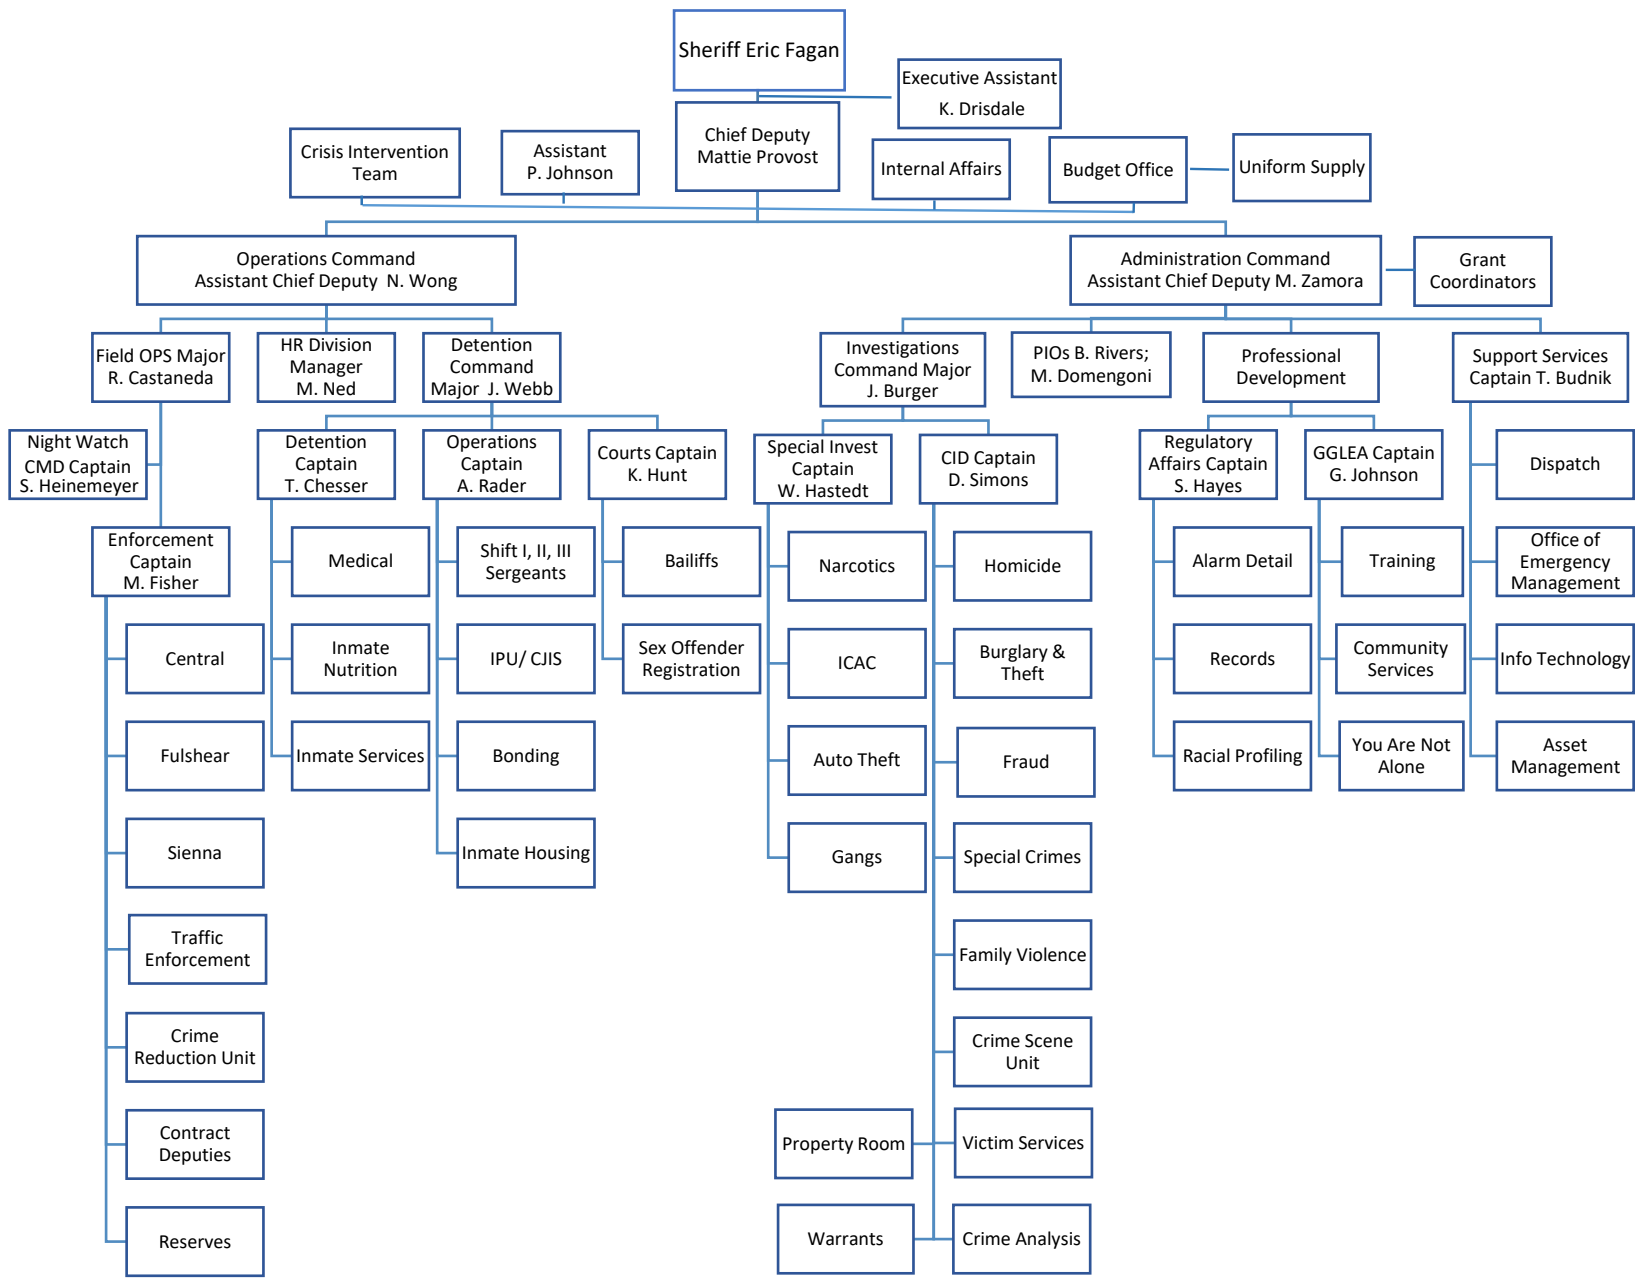 Sheriff Eric Fagan
Executive Assistant
K. Drisdale
Chief Deputy
Mattie Provost
Crisis Intervention
Team
Assistant
P. Johnson
Internal Affairs
Budget Office
Uniform Supply
Operations Command
Assistant Chief Deputy N. Wong
Administration Command
Assistant Chief Deputy M. Zamora
Grant
Coordinators
Field OPS Major
R. Castaneda
HR Division
Manager
M. Ned
Detention
Command
Major J. Webb
Investigations
Command Major
J. Burger
PIOs B. Rivers;
M. Domengoni
Professional
Development
Support Services
Captain T. Budnik
Night Watch
CMD Captain
S. Heinemeyer
Detention
Captain
T. Chesser
Operations
Captain
A. Rader
Courts Captain
K. Hunt
Special Invest
Captain
W. Hastedt
CID Captain
D. Simons
Regulatory
Affairs Captain
S. Hayes
GGLEA Captain
G. Johnson
Dispatch
Enforcement
Captain
M. Fisher
Medical
Shift I, II, III
Sergeants
Bailiffs
Narcotics
Homicide
Alarm Detail
Training
Office of
Emergency
Management
Central
Inmate
Nutrition
IPU/ CJIS
Sex Offender
Registration
ICAC
Burglary &
Theft
Records
Community
Services
Info Technology
Fulshear
Inmate Services
Bonding
Auto Theft
Fraud
Racial Profiling
You Are Not
Alone
Asset
Management
Sienna
Inmate Housing
Gangs
Special Crimes
Traffic
Enforcement
Family Violence
Crime
Reduction Unit
Crime Scene
Unit
Contract
Deputies
Property Room
Victim Services
Reserves
Warrants
Crime Analysis